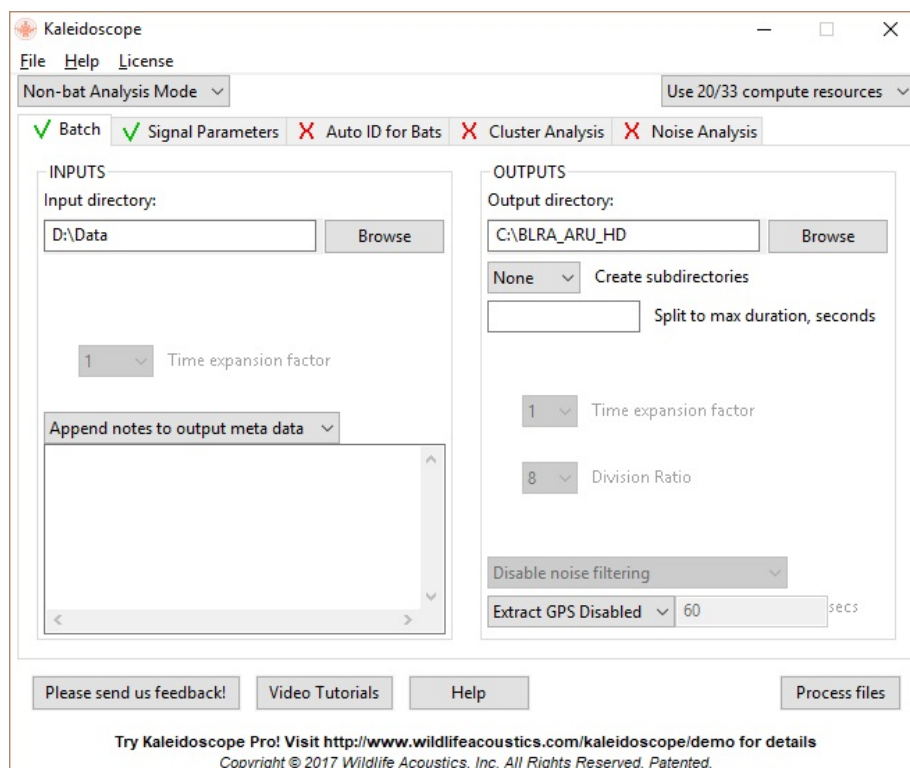 Kaleidoscope
File Help License
Non-bat Analysis Mode Use 20/33 compute resources
Batch Signal Parameters Auto ID for Bats Cluster Analysis Noise Analysis
INPUTS
Input directory:
D:\Data Browse
1 Time expansion factor
Append notes to output meta data
OUTPUTS
Output directory:
C:\BLRA_ARU_HD Browse
None Create subdirectories
Split to max duration, seconds
1 Time expansion factor
8 Division Ratio
Disable noise filtering
Extract GPS Disabled 60 secs
Please send us feedback! Video Tutorials Help Process files
Try Kaleidoscope Pro! Visit http://www.wildlifeacoustics.com/kaleidoscope/demo for details
Copyright © 2017 Wildlife Acoustics, Inc. All Rights Reserved. Patented.